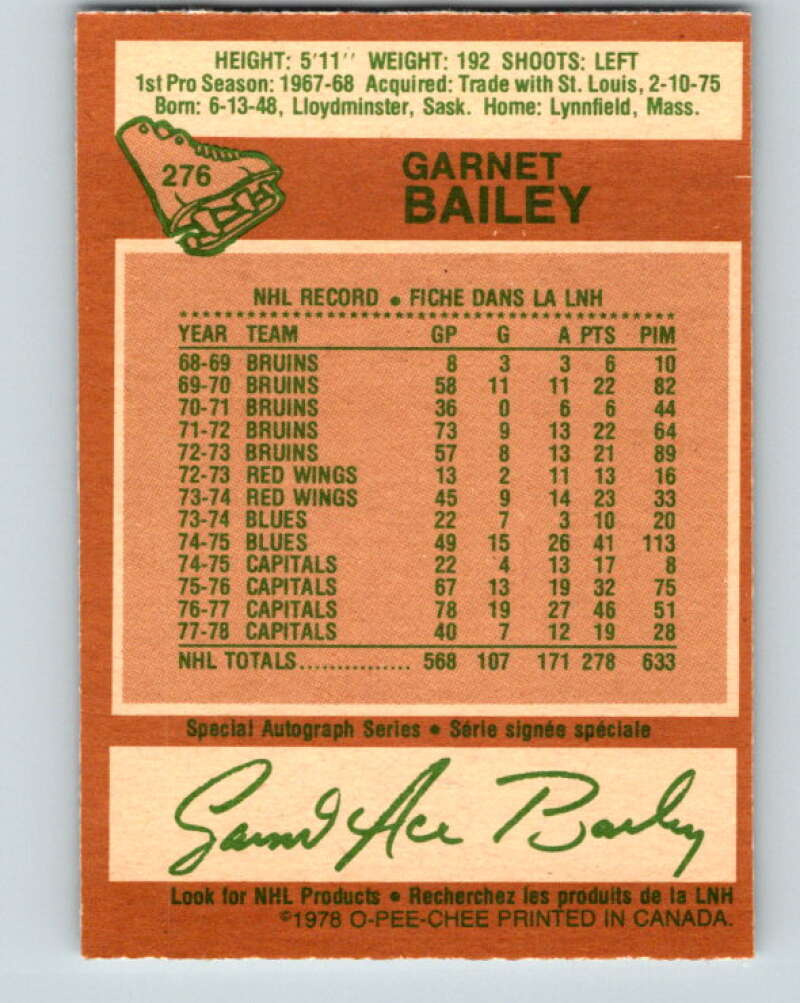 HEIGHT: 5'11'' WEIGHT: 192 SHOOTS: LEFT
1st Pro Season: 1967-68 Acquired: Trade with St. Louis, 2-10-75
Born: 6-13-48, Lloydminster, Sask. Home: Lynnfield, Mass.
276
GARNET
BAILEY
NHL RECORD • FICHE DANS LA LNH
YEAR TEAM GP G A PTS PIM
68-69 BRUINS 8 3 3 6 10
69-70 BRUINS 58 11 11 22 82
70-71 BRUINS 36 0 6 6 44
71-72 BRUINS 73 9 13 22 64
72-73 BRUINS 57 8 13 21 89
72-73 RED WINGS 13 2 11 13 16
73-74 RED WINGS 45 9 14 23 33
73-74 BLUES 22 7 3 10 20
74-75 BLUES 49 15 26 41 113
74-75 CAPITALS 22 4 13 17 8
75-76 CAPITALS 67 13 19 32 75
76-77 CAPITALS 78 19 27 46 51
77-78 CAPITALS 40 7 12 19 28
NHL TOTALS............... 568 107 171 278 633
Special Autograph Series • Série signée spéciale
Garnet Ace Bailey
Look for NHL Products • Recherchez les produits de la LNH
©1978 O-PEE-CHEE PRINTED IN CANADA.